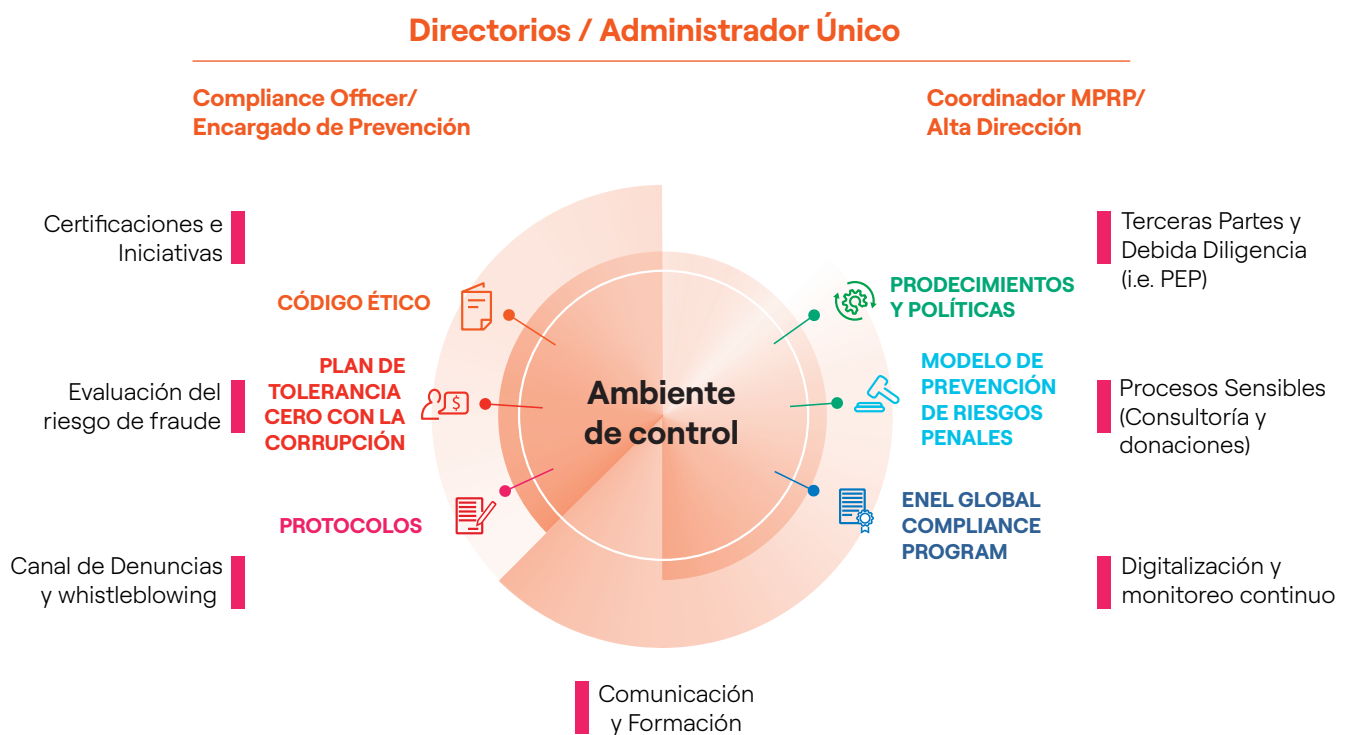 Directorios / Administrador Único
Compliance Officer/
Encargado de Prevención
Coordinador MPRP/
Alta Dirección
Certificaciones e
Iniciativas
Evaluación del
riesgo de fraude
Canal de Denuncias
y whistleblowing
CÓDIGO ÉTICO
PLAN DE
TOLERANCIA
CERO CON LA
CORRUPCIÓN
$
PROTOCOLOS
Ambiente
de control
PRODECIMIENTOS
Y POLÍTICAS
MODELO DE
PREVENCIÓN
DE RIESGOS
PENALES
ENEL GLOBAL
COMPLIANCE
PROGRAM
Terceras Partes y
Debida Diligencia
(i.e. PEP)
Procesos Sensibles
(Consultoría y
donaciones)
Digitalización y
monitoreo continuo
Comunicación
y Formación